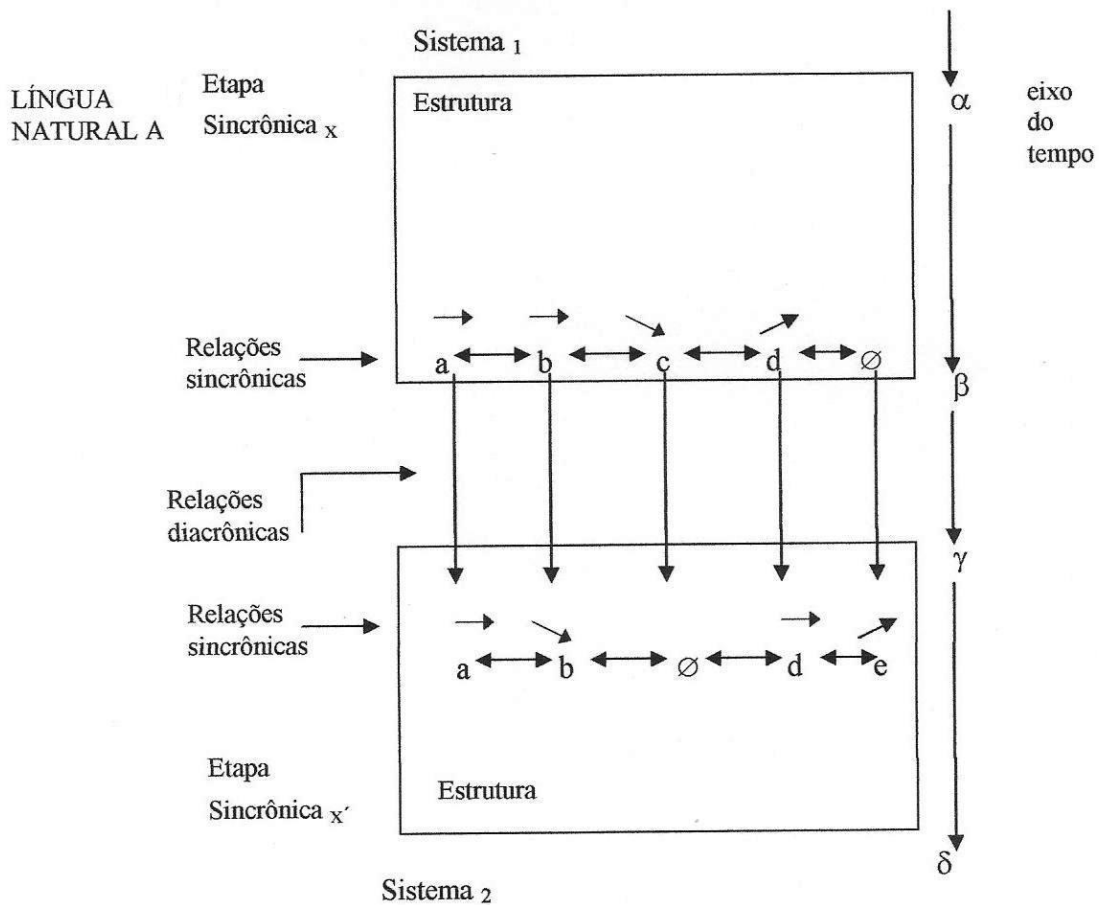 Sistema 1
LÍNGUA
NATURAL A
Etapa
Sincrônica x
Estrutura
α
eixo
do
tempo
Relações
sincrônicas
a b c d ∅
β
Relações
diacrônicas
γ
Relações
sincrônicas
a b ∅ d e
Etapa
Sincrônica x´
Estrutura
δ
Sistema 2